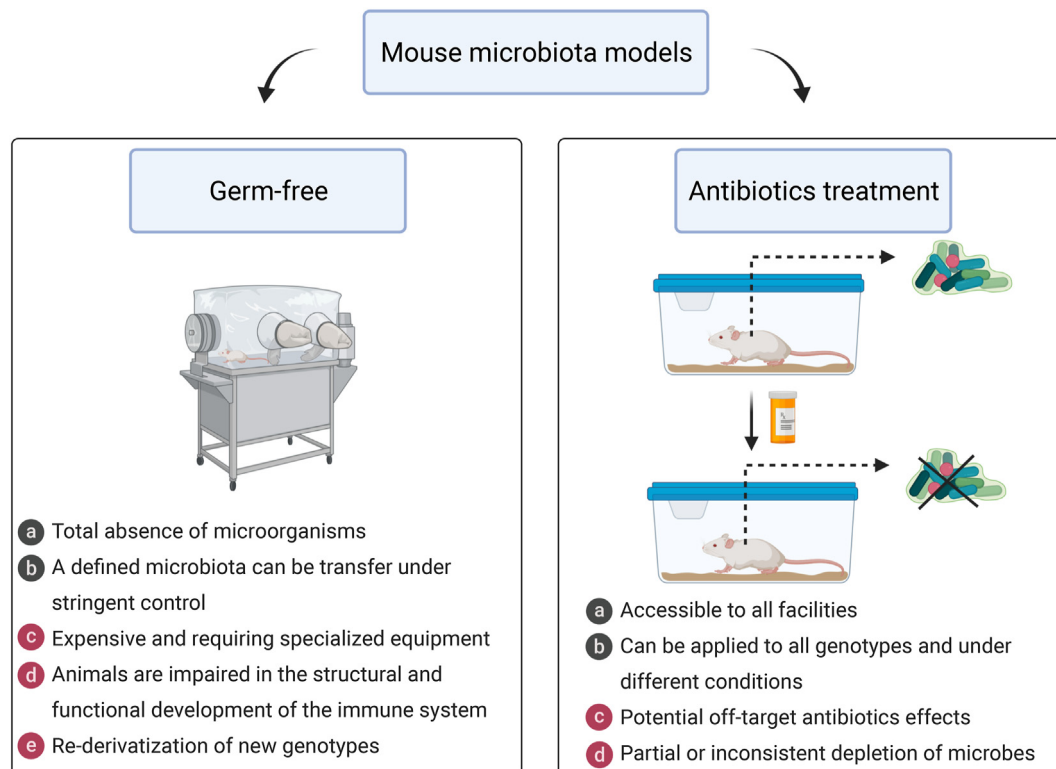 Mouse microbiota models
Germ-free
a Total absence of microorganisms
b A defined microbiota can be transfer under
stringent control
c Expensive and requiring specialized equipment
d Animals are impaired in the structural and
functional development of the immune system
e Re-derivatization of new genotypes
Antibiotics treatment
a Accessible to all facilities
b Can be applied to all genotypes and under
different conditions
c Potential off-target antibiotics effects
d Partial or inconsistent depletion of microbes